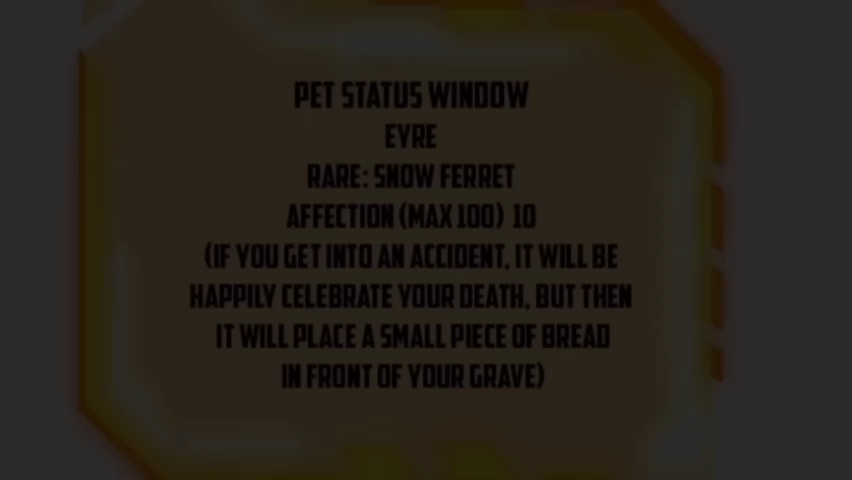 PET STATUS WINDOW
EYRE
RARE: SNOW FERRET
AFFECTION (MAX 100) 10
(IF YOU GET INTO AN ACCIDENT, IT WILL BE
HAPPILY CELEBRATE YOUR DEATH, BUT THEN
IT WILL PLACE A SMALL PIECE OF BREAD
IN FRONT OF YOUR GRAVE)